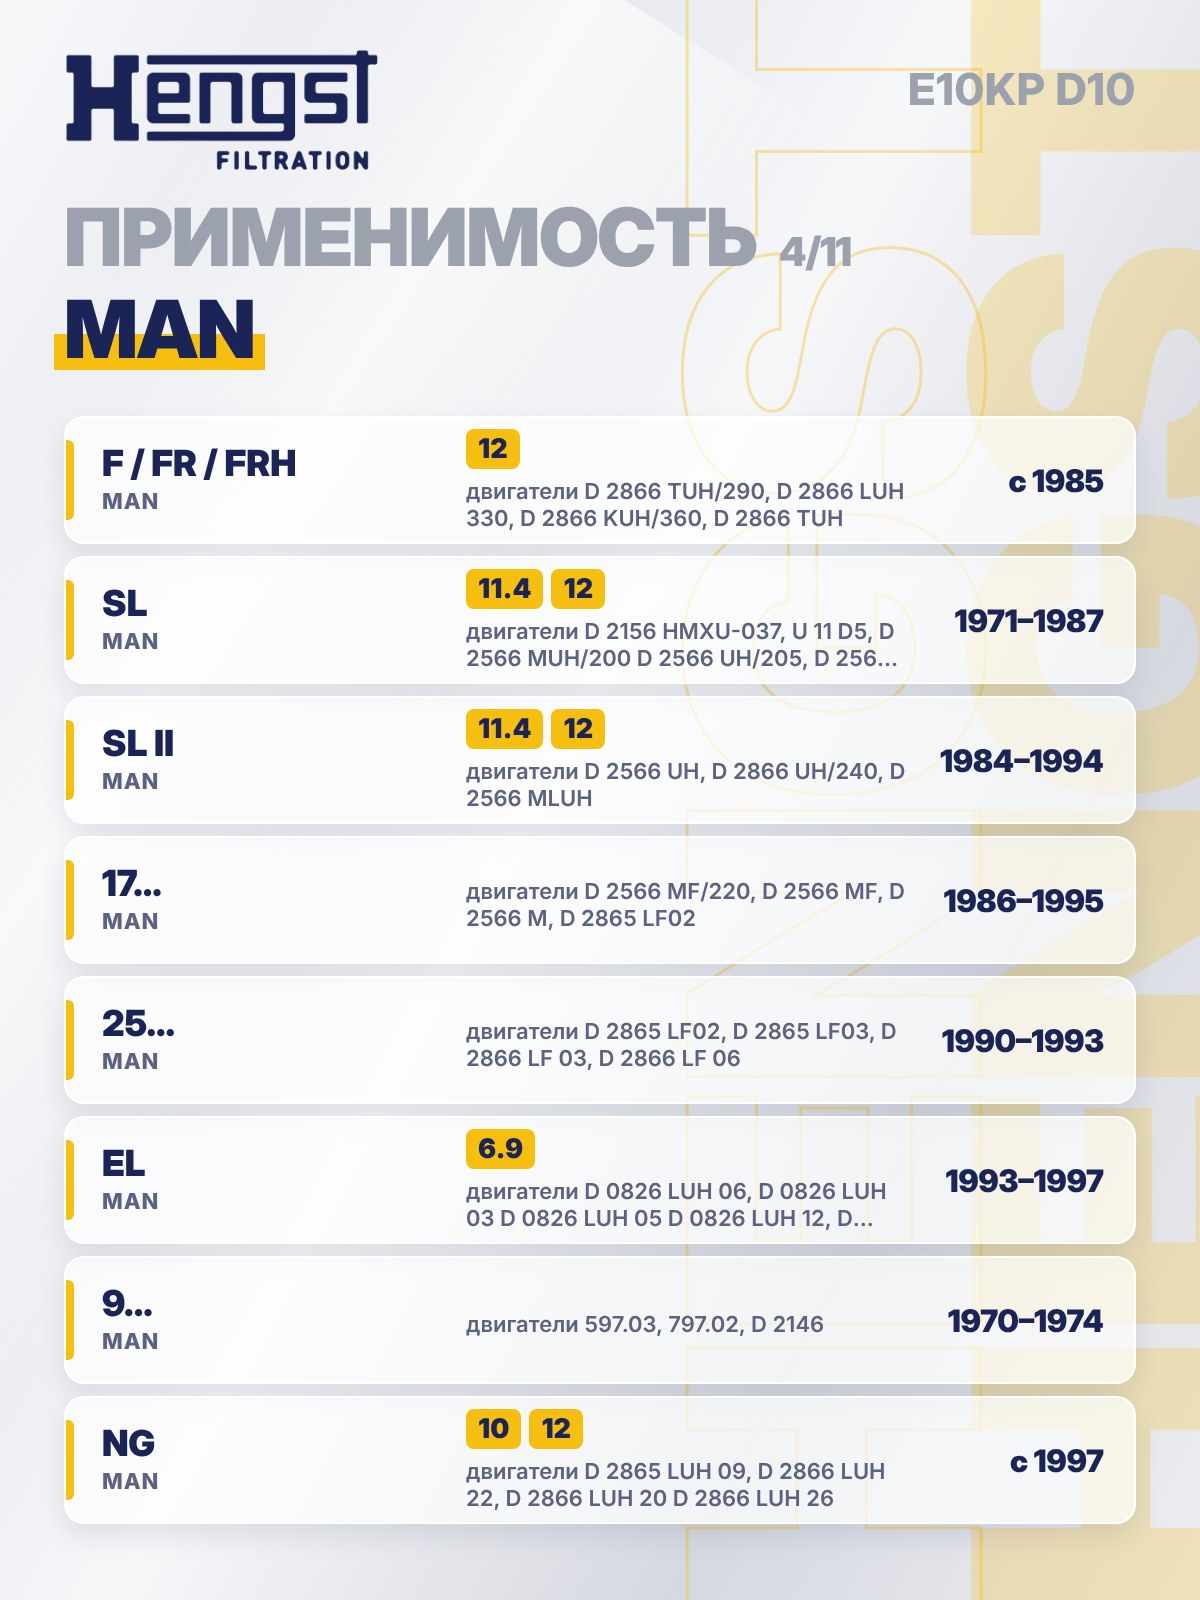 Hengst
FILTRATION
E10KP D10
ПРИМЕНИМОСТЬ 4/11
MAN
F / FR / FRH
MAN
12
двигатели D 2866 TUH/290, D 2866 LUH
330, D 2866 KUH/360, D 2866 TUH
с 1985
SL
MAN
11.4 12
двигатели D 2156 HMXU-037, U 11 D5, D
2566 MUH/200 D 2566 UH/205, D 256...
1971–1987
SL II
MAN
11.4 12
двигатели D 2566 UH, D 2866 UH/240, D
2566 MLUH
1984–1994
17...
MAN
двигатели D 2566 MF/220, D 2566 MF, D
2566 M, D 2865 LF02
1986–1995
25...
MAN
двигатели D 2865 LF02, D 2865 LF03, D
2866 LF 03, D 2866 LF 06
1990–1993
EL
MAN
6.9
двигатели D 0826 LUH 06, D 0826 LUH
03 D 0826 LUH 05 D 0826 LUH 12, D...
1993–1997
9...
MAN
двигатели 597.03, 797.02, D 2146
1970–1974
NG
MAN
10 12
двигатели D 2865 LUH 09, D 2866 LUH
22, D 2866 LUH 20 D 2866 LUH 26
с 1997
HENGST
HENGST